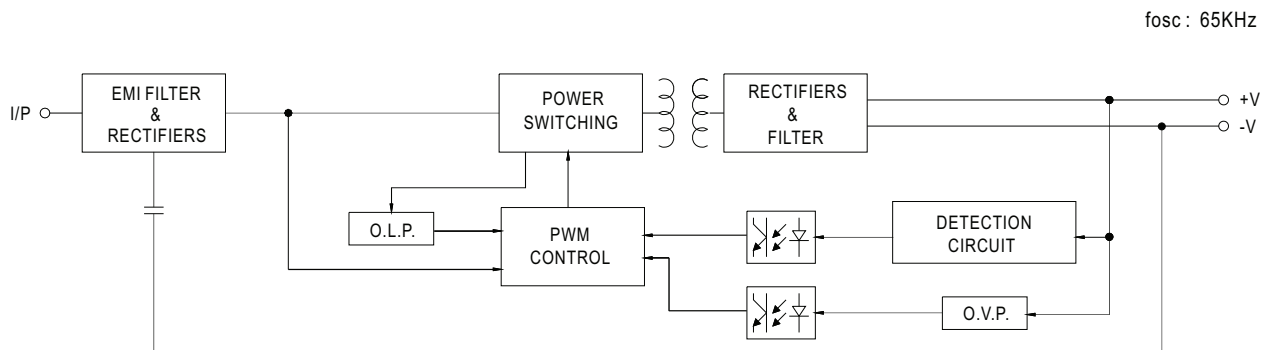 fosc : 65KHz
I/P
EMI FILTER
&
RECTIFIERS
POWER
SWITCHING
RECTIFIERS
&
FILTER
+V
-V
O.L.P.
PWM
CONTROL
DETECTION
CIRCUIT
O.V.P.